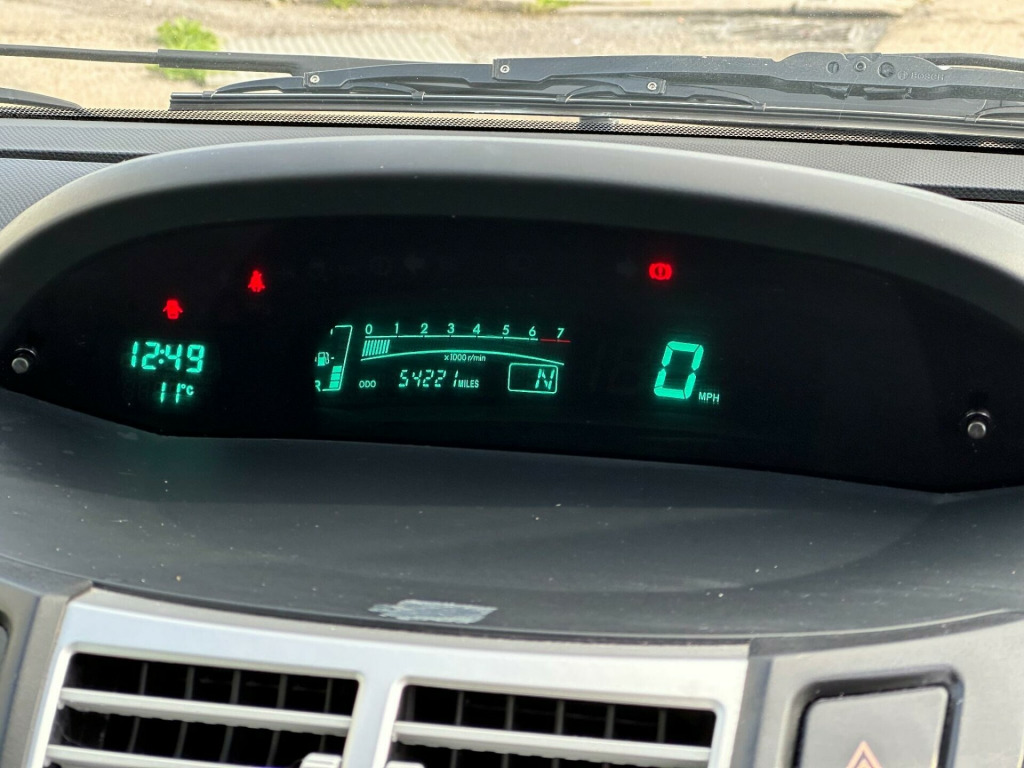 BOSCH
0 1 2 3 4 5 6 7
12:49
x1000 r/min
R
ODO 54221 MILES
N
0 MPH
11°C